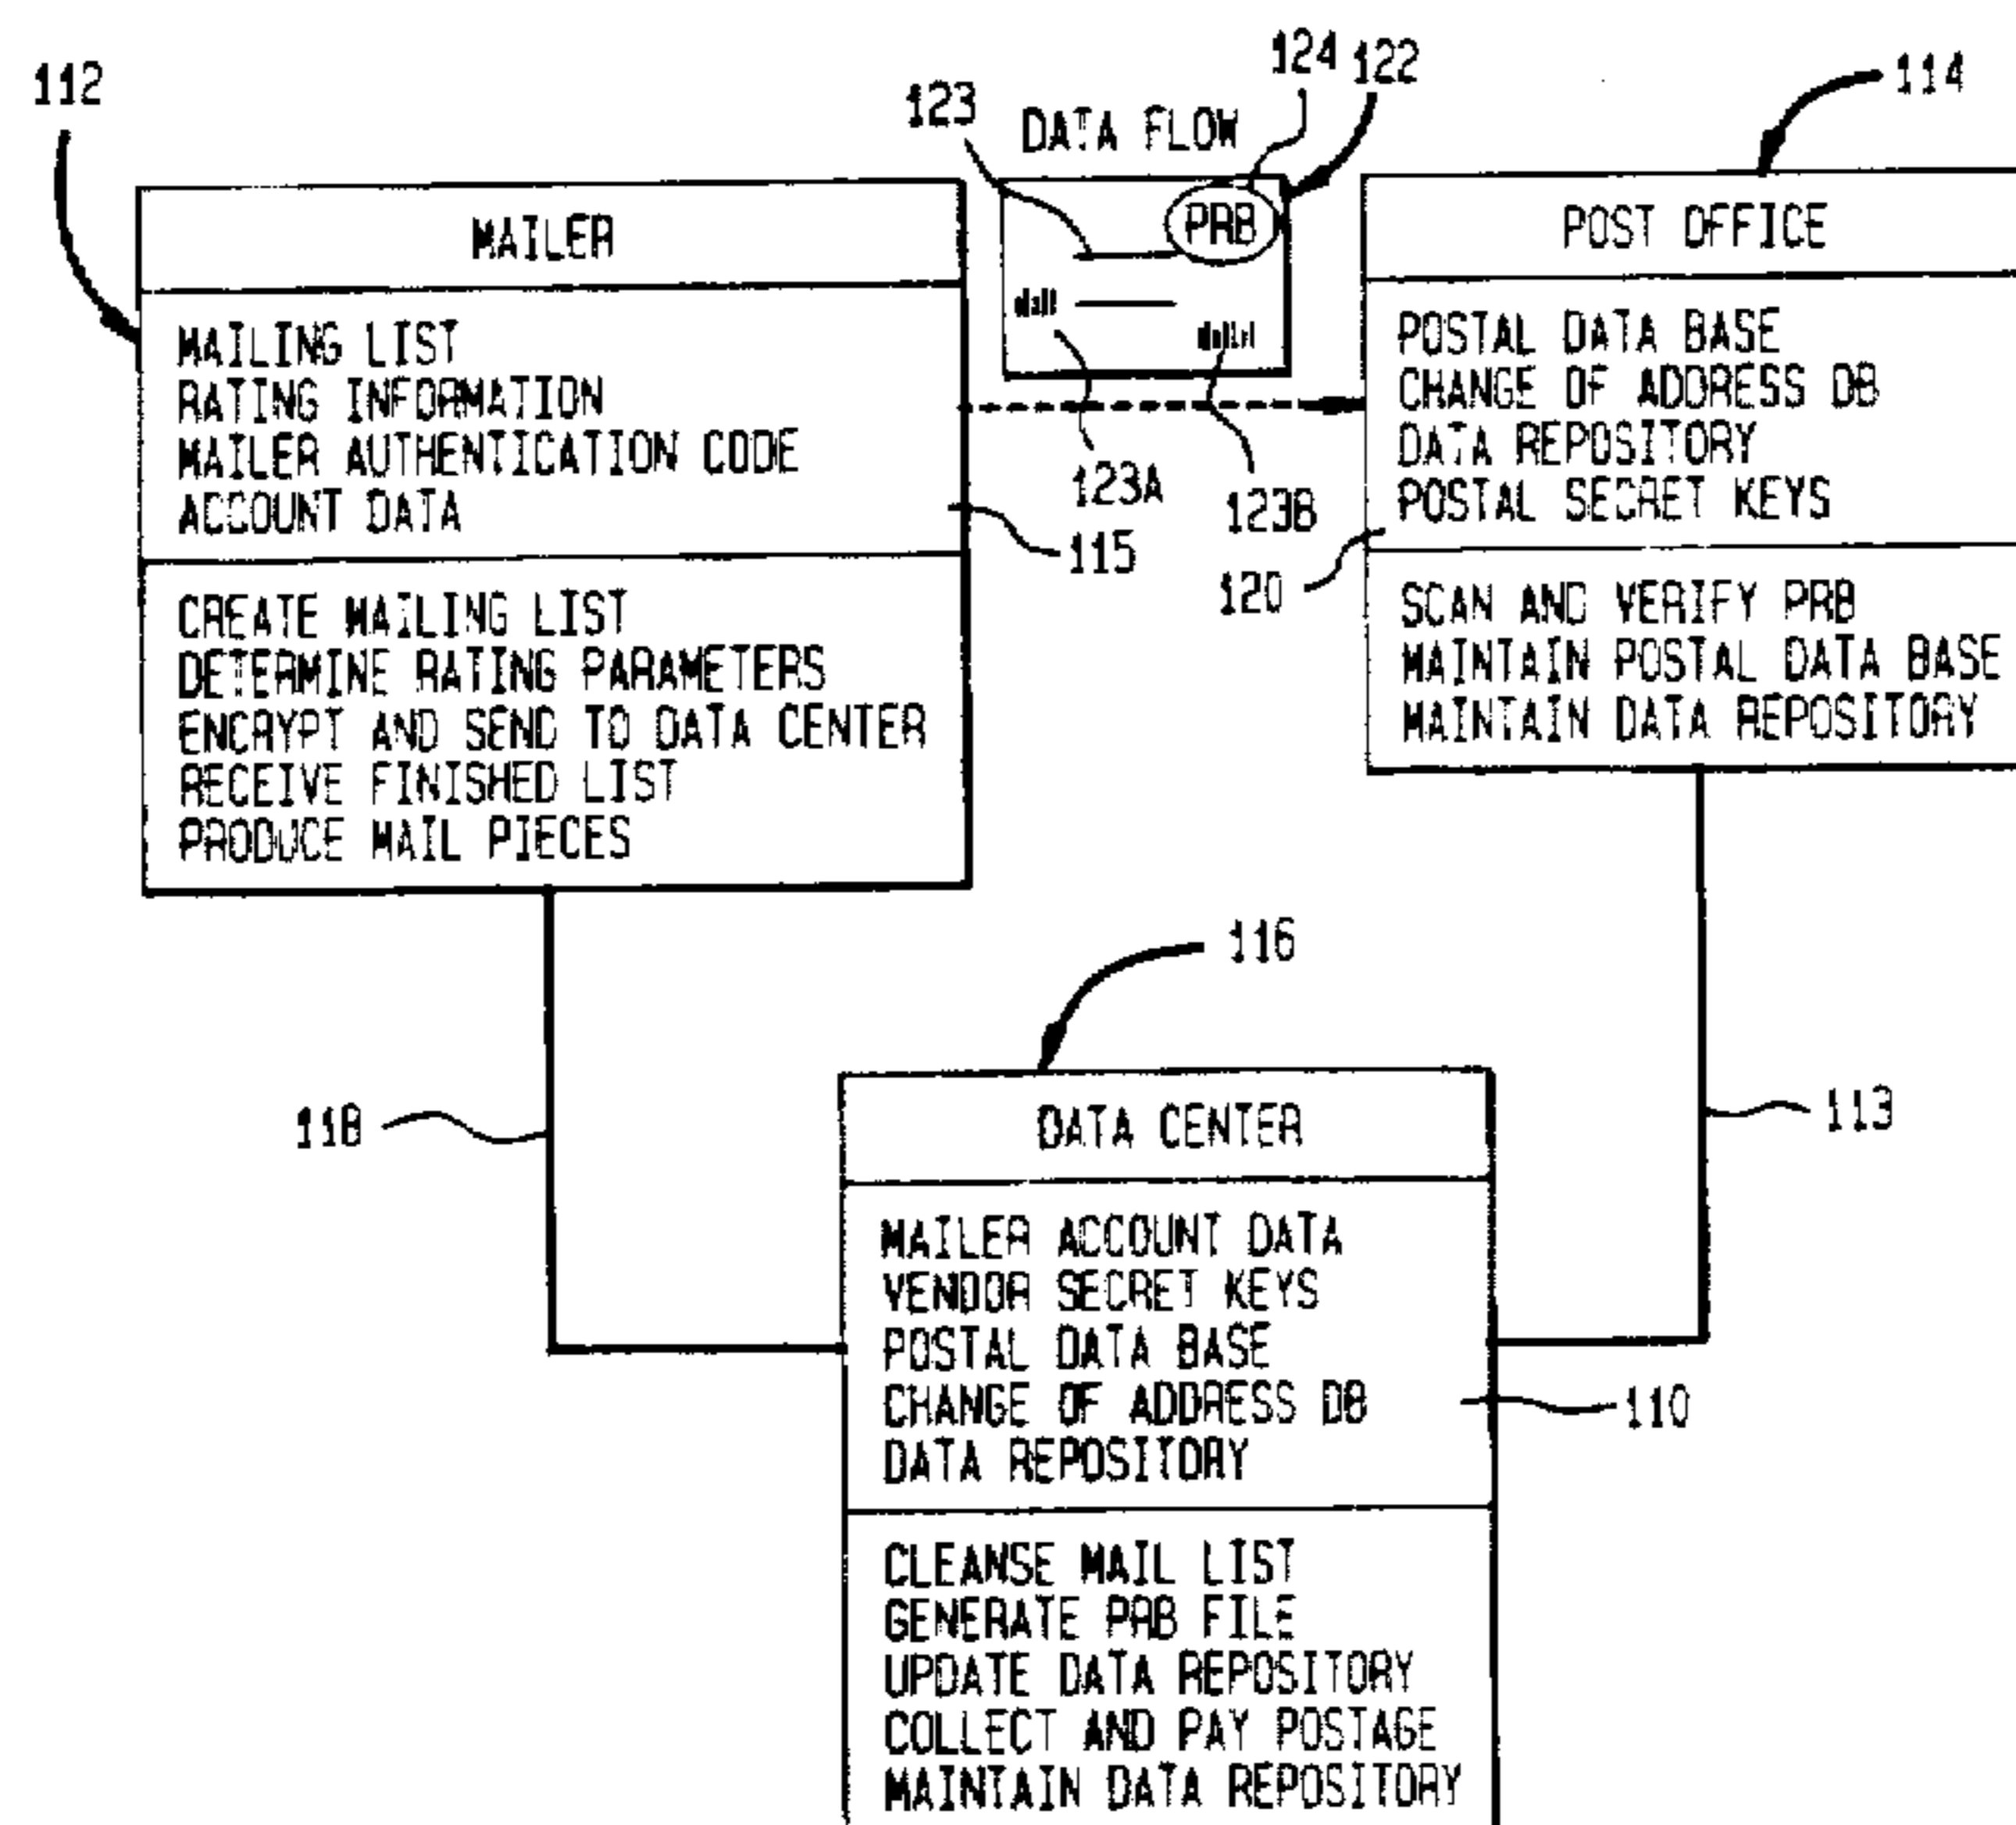 112
123
DATA FLOW
124
122
114
MAILER
PRB
POST OFFICE
MAILING LIST
RATING INFORMATION
MAILER AUTHENTICATION CODE
ACCOUNT DATA
115
123A
123B
POSTAL DATA BASE
CHANGE OF ADDRESS DB
DATA REPOSITORY
POSTAL SECRET KEYS
120
CREATE MAILING LIST
DETERMINE RATING PARAMETERS
ENCRYPT AND SEND TO DATA CENTER
RECEIVE FINISHED LIST
PRODUCE MAIL PIECES
SCAN AND VERIFY PRB
MAINTAIN POSTAL DATA BASE
MAINTAIN DATA REPOSITORY
116
118
113
DATA CENTER
MAILER ACCOUNT DATA
VENDOR SECRET KEYS
POSTAL DATA BASE
CHANGE OF ADDRESS DB
DATA REPOSITORY
110
CLEANSE MAIL LIST
GENERATE PRB FILE
UPDATE DATA REPOSITORY
COLLECT AND PAY POSTAGE
MAINTAIN DATA REPOSITORY